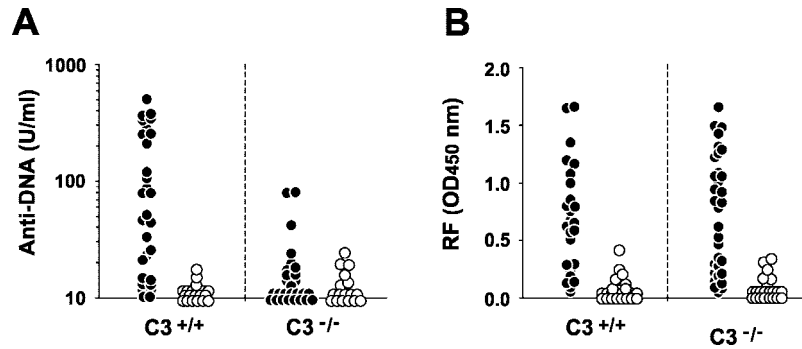 A
Anti-DNA (U/ml)
1000
100
10
C3 +/+
C3 -/-
B
RF (OD450 nm)
2.0
1.5
1.0
0.5
0.0
C3 +/+
C3 -/-